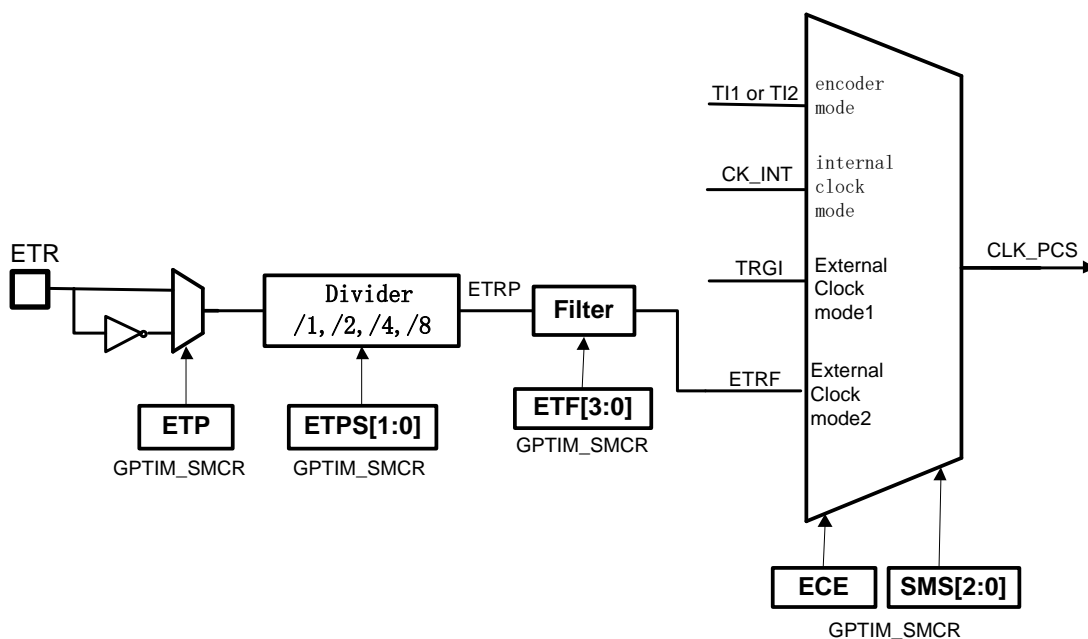 TI1 or TI2
encoder
mode
CK_INT
internal
clock
mode
ETR
CLK_PCS
TRGI
External
Clock
mode1
Divider
/1, /2, /4, /8
ETRP
Filter
ETRF
External
Clock
mode2
ETP
ETPS[1:0]
ETF[3:0]
GPTIM_SMCR
GPTIM_SMCR
GPTIM_SMCR
ECE
SMS[2:0]
GPTIM_SMCR